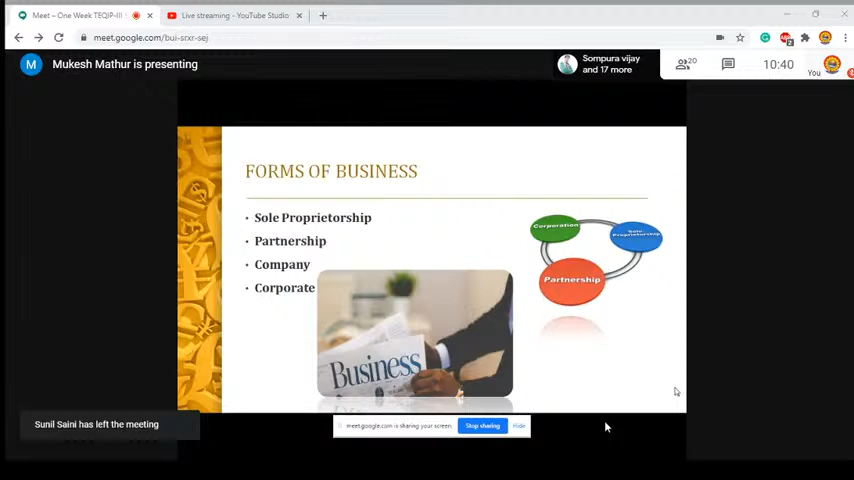 Meet – One Week TEQIP-III
Live streaming - YouTube Studio
meet.google.com/bui-srxr-sej
M
Mukesh Mathur is presenting
Sompura vijay
and 17 more
20
10:40
You
FORMS OF BUSINESS
• Sole Proprietorship
• Partnership
• Company
• Corporate
Corporation
Sole
Proprietorship
Partnership
Business
Sunil Saini has left the meeting
meet.google.com is sharing your screen.
Stop sharing
Hide